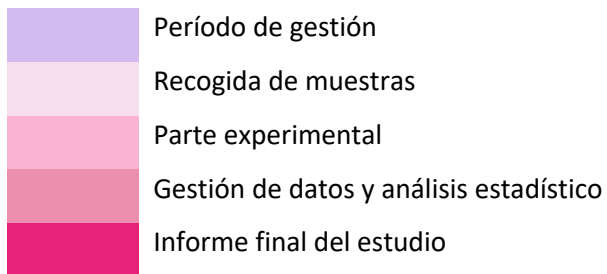 Período de gestión
Recogida de muestras
Parte experimental
Gestión de datos y análisis estadístico
Informe final del estudio